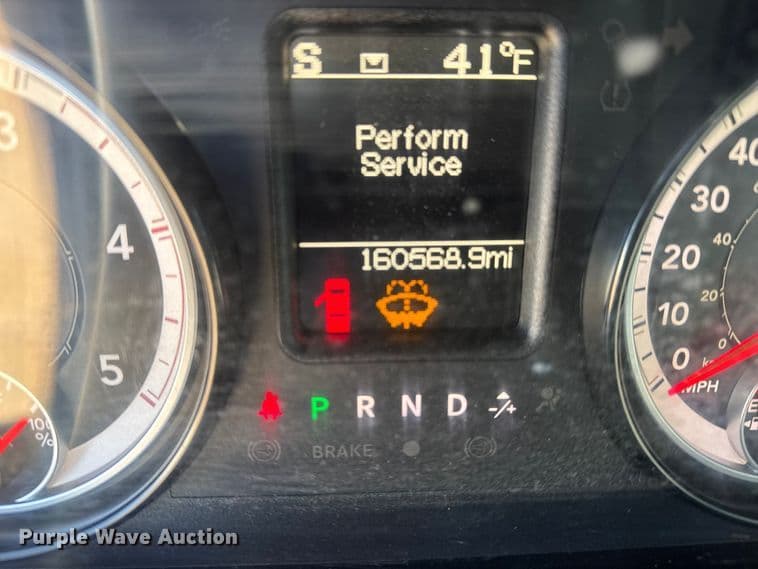 S 41°F
Perform
Service
160568.9mi
3
4
5
100
%
40
30
20
10
0
40
20
0
MPH
E
P R N D -/+
BRAKE
Purple Wave Auction